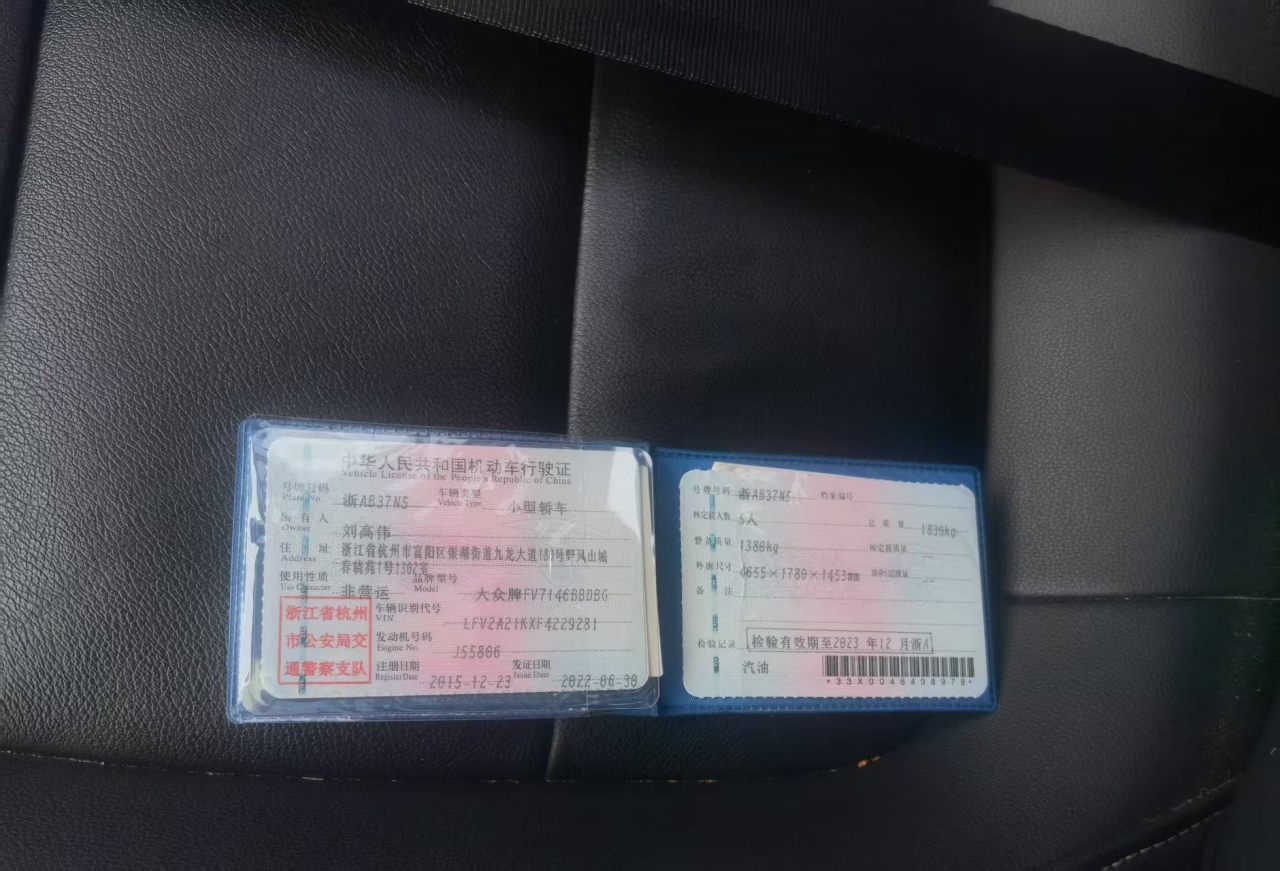 中华人民共和国机动车行驶证
Vehicle License of the People's Republic of China
号牌号码 浙AB37N5 车辆类型 小型轿车
Plate No. Vehicle Type
所有人 刘高伟
Owner
住址 浙江省杭州市富阳区银湖街道九龙大道181号野风山城
Address 春晓苑1号1302室
使用性质 非营运 品牌型号 大众牌FV7146BBDBG
Use Character Model
浙江省杭州
市公安局交
通警察支队
车辆识别代号 LFV2A21KXF4229281
VIN
发动机号码 J55806
Engine No.
注册日期 2015-12-23 发证日期 2022-06-30
Register Date Issue Date
号牌号码 浙AB37N5 档案编号
核定载人数 5人 总质量 1830kg
整备质量 1380kg 核定载质量 --
外廓尺寸 4655×1780×1453mm 准牵引总质量 --
备注
检验记录 检验有效期至2023年12月浙A
汽油
*33X0046498978*